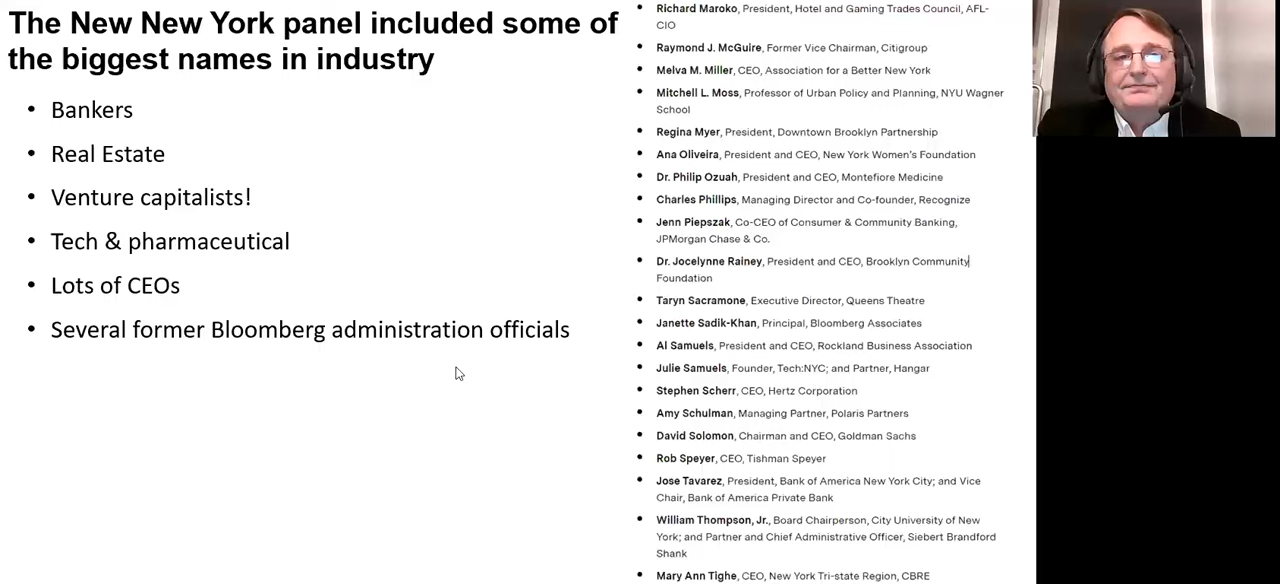 The New New York panel included some of
the biggest names in industry
• Bankers
• Real Estate
• Venture capitalists!
• Tech & pharmaceutical
• Lots of CEOs
• Several former Bloomberg administration officials
• Richard Maroko, President, Hotel and Gaming Trades Council, AFL-
CIO
• Raymond J. McGuire, Former Vice Chairman, Citigroup
• Melva M. Miller, CEO, Association for a Better New York
• Mitchell L. Moss, Professor of Urban Policy and Planning, NYU Wagner
School
• Regina Myer, President, Downtown Brooklyn Partnership
• Ana Oliveira, President and CEO, New York Women's Foundation
• Dr. Philip Ozuah, President and CEO, Montefiore Medicine
• Charles Phillips, Managing Director and Co-founder, Recognize
• Jenn Piepszak, Co-CEO of Consumer & Community Banking,
JPMorgan Chase & Co.
• Dr. Jocelynne Rainey, President and CEO, Brooklyn Community
Foundation
• Taryn Sacramone, Executive Director, Queens Theatre
• Janette Sadik-Khan, Principal, Bloomberg Associates
• Al Samuels, President and CEO, Rockland Business Association
• Julie Samuels, Founder, Tech:NYC; and Partner, Hangar
• Stephen Scherr, CEO, Hertz Corporation
• Amy Schulman, Managing Partner, Polaris Partners
• David Solomon, Chairman and CEO, Goldman Sachs
• Rob Speyer, CEO, Tishman Speyer
• Jose Tavarez, President, Bank of America New York City; and Vice
Chair, Bank of America Private Bank
• William Thompson, Jr., Board Chairperson, City University of New
York; and Partner and Chief Administrative Officer, Siebert Brandford
Shank
• Mary Ann Tighe, CEO, New York Tri-state Region, CBRE